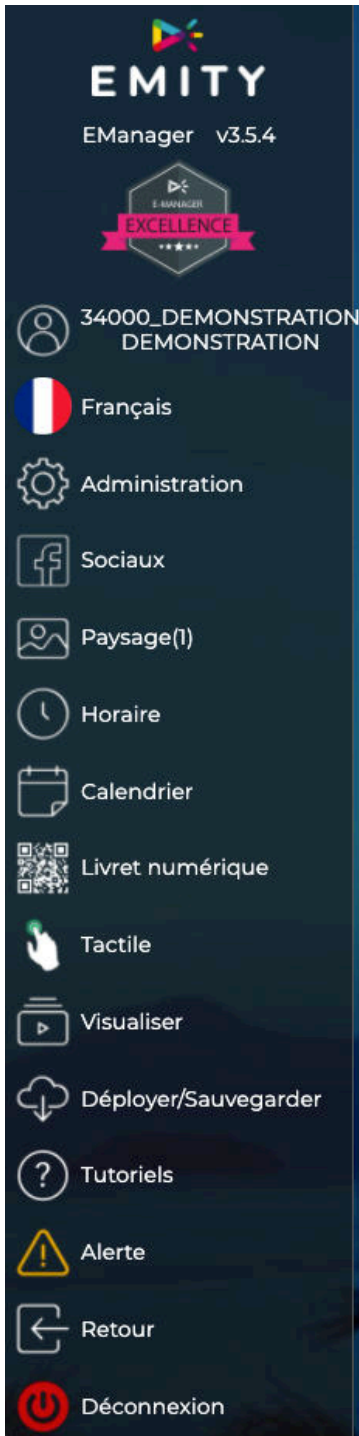 EMITY
EManager v3.5.4
E-MANAGER
EXCELLENCE
34000_DEMONSTRATION
DEMONSTRATION
Français
Administration
Sociaux
Paysage(1)
Horaire
Calendrier
Livret numérique
Tactile
Visualiser
Déployer/Sauvegarder
Tutoriels
Alerte
Retour
Déconnexion